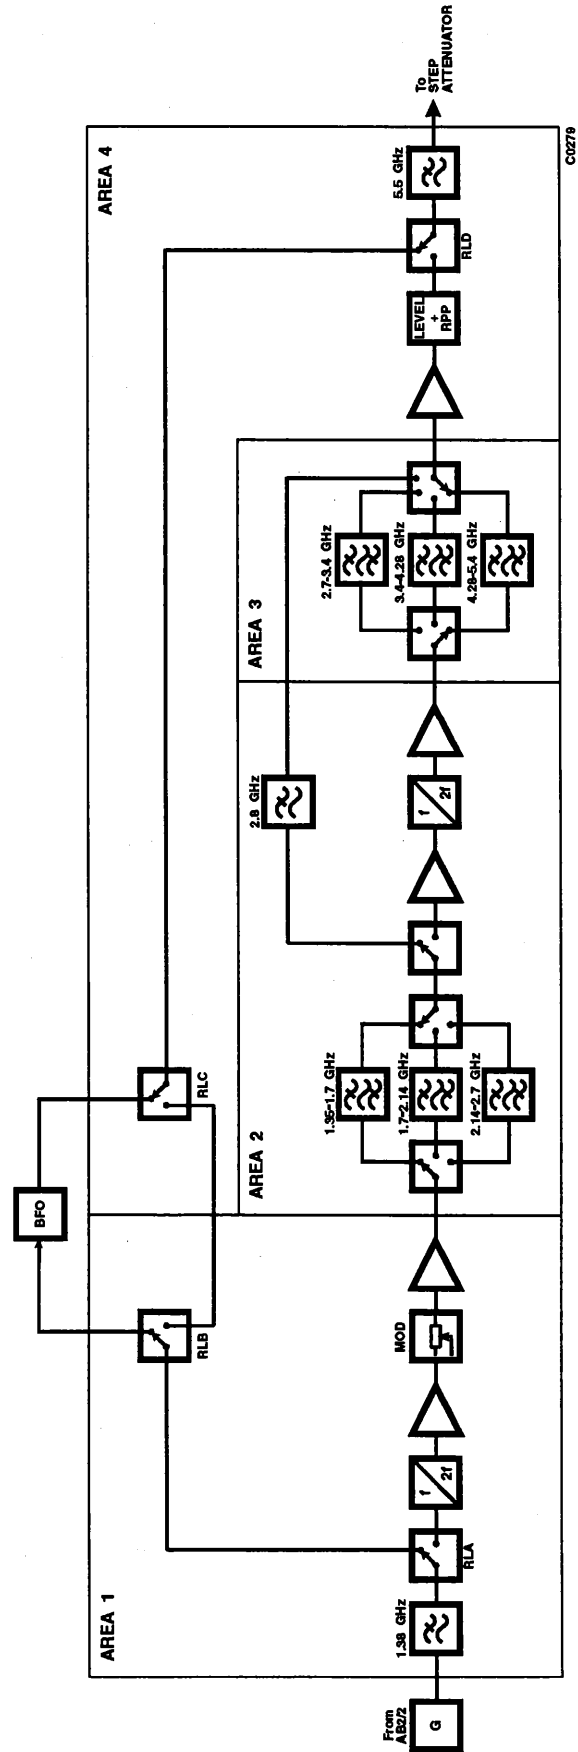 From
AB2/2
G
AREA 1
1.38 GHz
RLA
f
2f
MOD
RLB
BFO
RLC
AREA 2
1.35-1.7 GHz
1.7-2.14 GHz
2.14-2.7 GHz
2.8 GHz
f
2f
AREA 3
2.7-3.4 GHz
3.4-4.28 GHz
4.28-5.4 GHz
AREA 4
LEVEL
+
RPP
RLD
5.5 GHz
To
STEP
ATTENUATOR
C0279